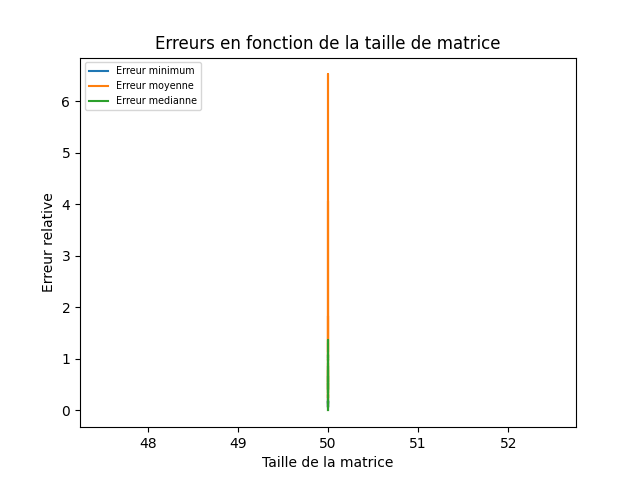 Erreurs en fonction de la taille de matrice
Erreur minimum
Erreur moyenne
Erreur medianne
6
5
4
3
2
1
0
Erreur relative
48 49 50 51 52
Taille de la matrice